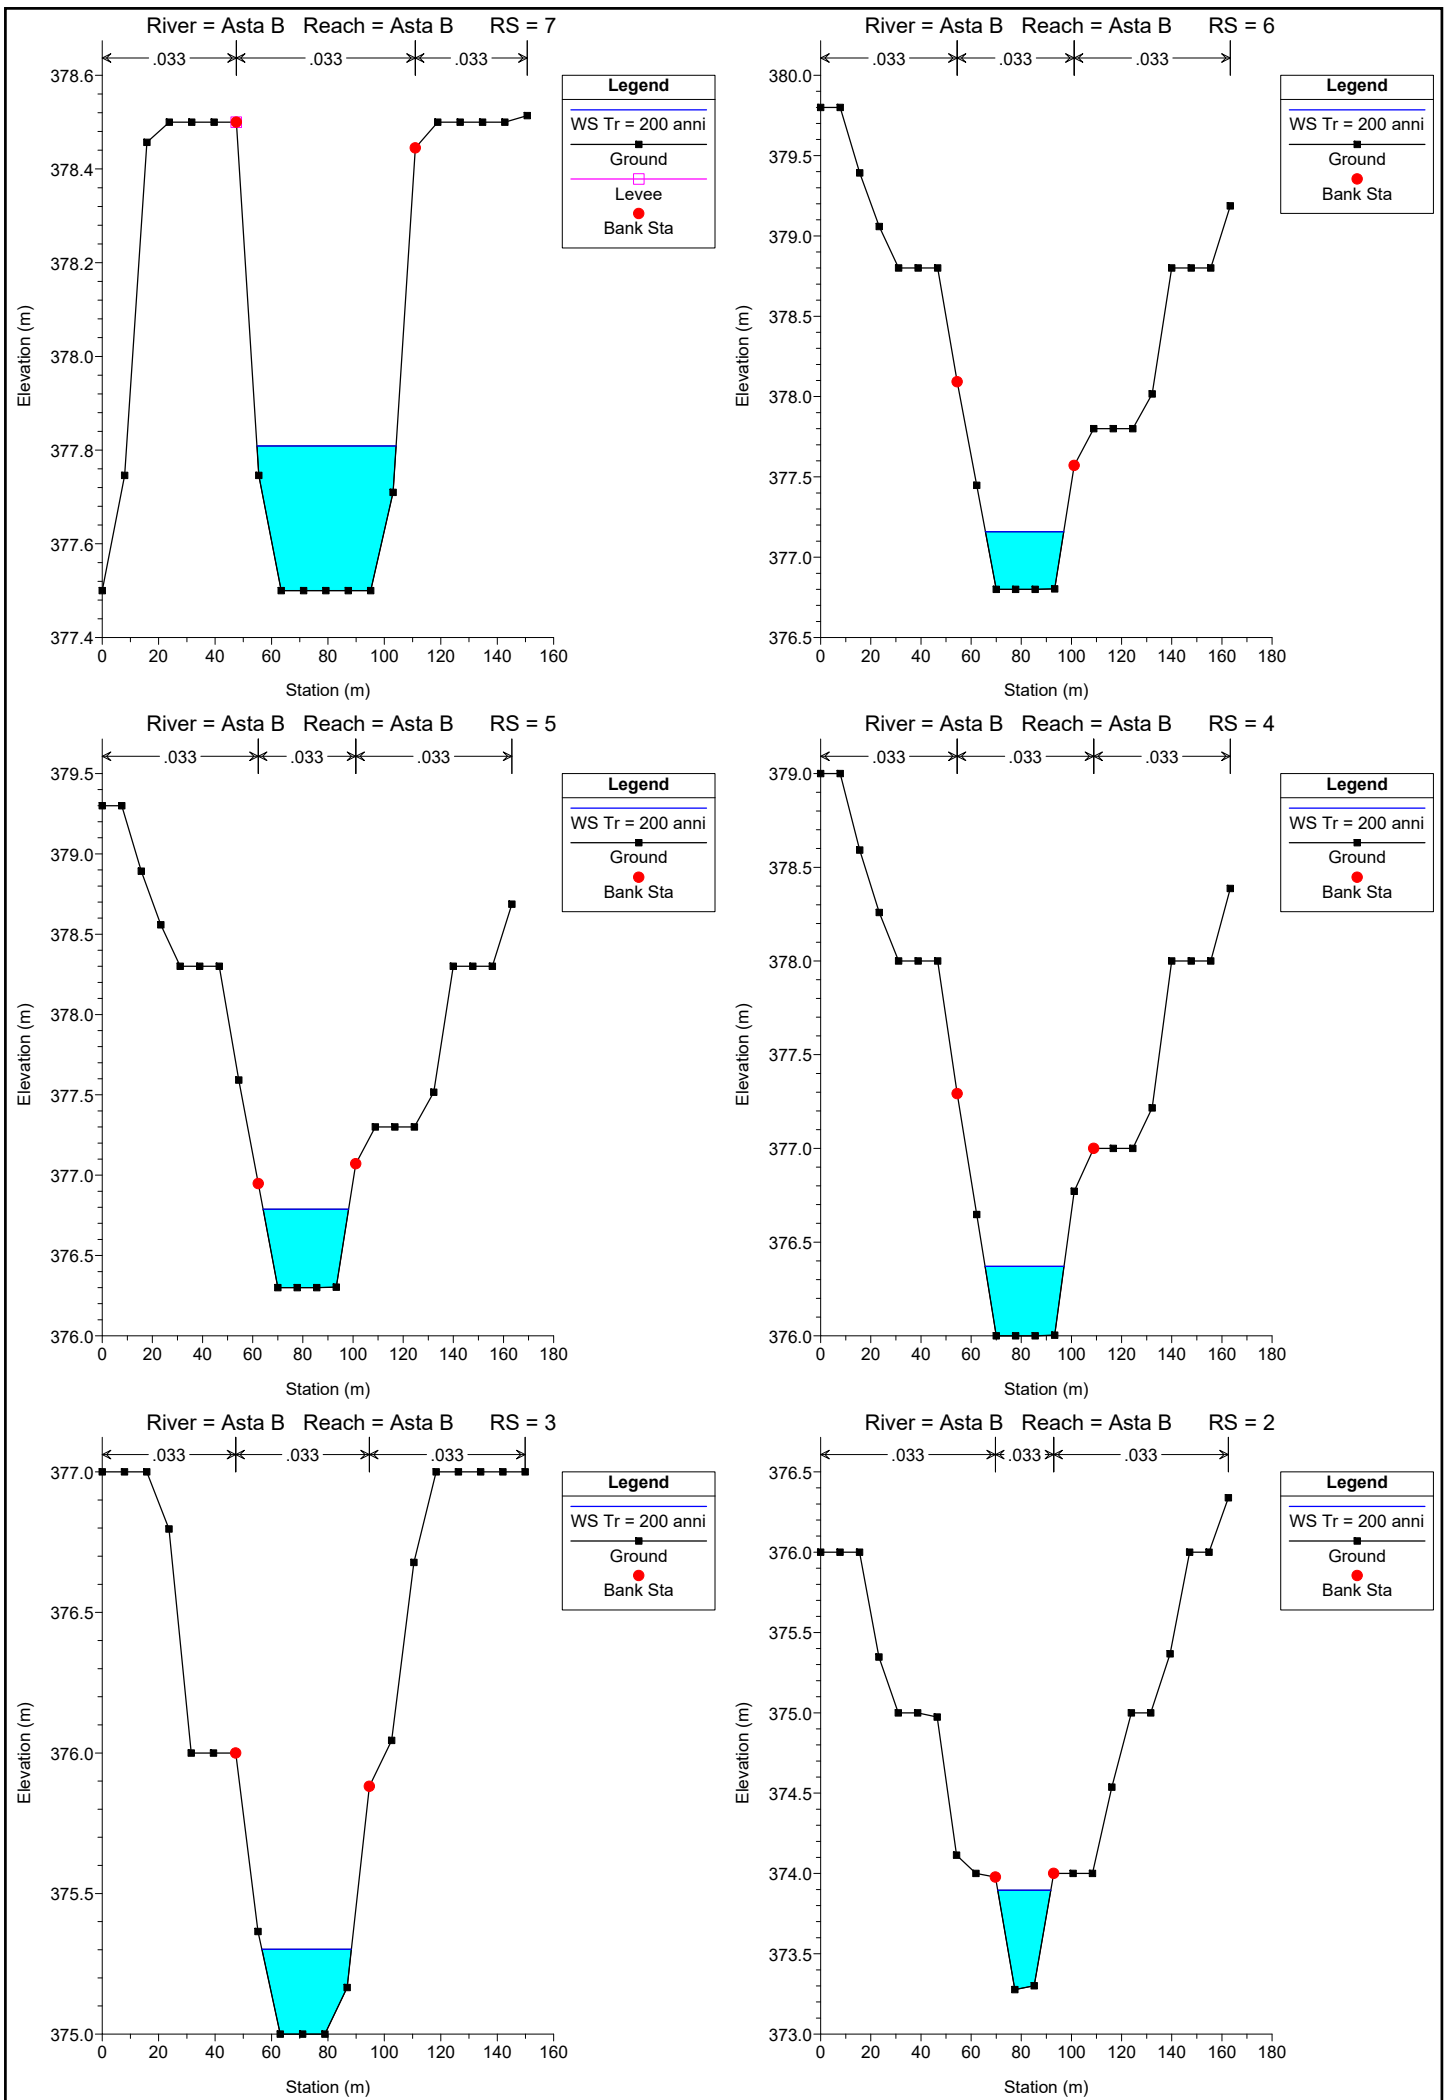 River = Asta B Reach = Asta B RS = 7
.033 .033 .033
378.6
378.4
378.2
378.0
377.8
377.6
377.4
0 20 40 60 80 100 120 140 160
Station (m)
Elevation (m)
Legend
WS Tr = 200 anni
Ground
Levee
Bank Sta
River = Asta B Reach = Asta B RS = 6
.033 .033 .033
380.0
379.5
379.0
378.5
378.0
377.5
377.0
376.5
0 20 40 60 80 100 120 140 160 180
Station (m)
Elevation (m)
Legend
WS Tr = 200 anni
Ground
Bank Sta
River = Asta B Reach = Asta B RS = 5
.033 .033 .033
379.5
379.0
378.5
378.0
377.5
377.0
376.5
376.0
0 20 40 60 80 100 120 140 160 180
Station (m)
Elevation (m)
Legend
WS Tr = 200 anni
Ground
Bank Sta
River = Asta B Reach = Asta B RS = 4
.033 .033 .033
379.0
378.5
378.0
377.5
377.0
376.5
376.0
0 20 40 60 80 100 120 140 160 180
Station (m)
Elevation (m)
Legend
WS Tr = 200 anni
Ground
Bank Sta
River = Asta B Reach = Asta B RS = 3
.033 .033 .033
377.0
376.5
376.0
375.5
375.0
0 20 40 60 80 100 120 140 160
Station (m)
Elevation (m)
Legend
WS Tr = 200 anni
Ground
Bank Sta
River = Asta B Reach = Asta B RS = 2
.033 .033 .033
376.5
376.0
375.5
375.0
374.5
374.0
373.5
373.0
0 20 40 60 80 100 120 140 160 180
Station (m)
Elevation (m)
Legend
WS Tr = 200 anni
Ground
Bank Sta